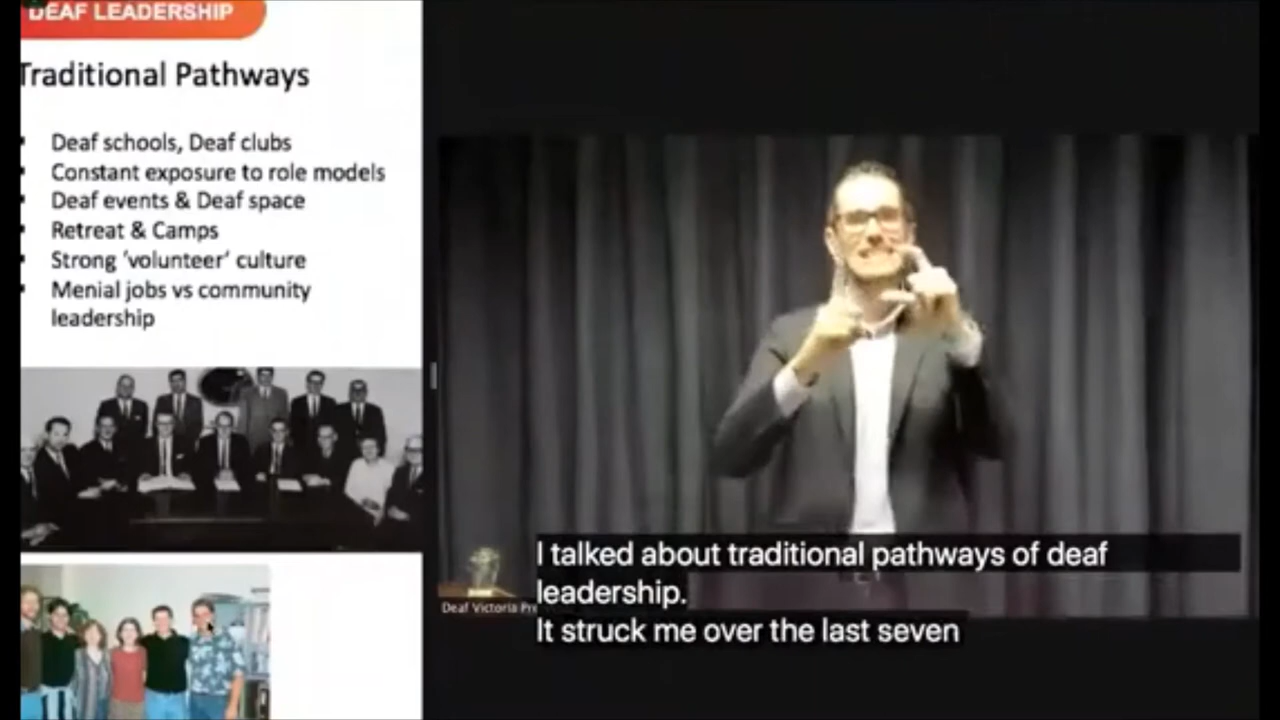 DEAF LEADERSHIP
Traditional Pathways
Deaf schools, Deaf clubs
Constant exposure to role models
Deaf events & Deaf space
Retreat & Camps
Strong 'volunteer' culture
Menial jobs vs community
leadership
I talked about traditional pathways of deaf
leadership.
Deaf Victoria
It struck me over the last seven